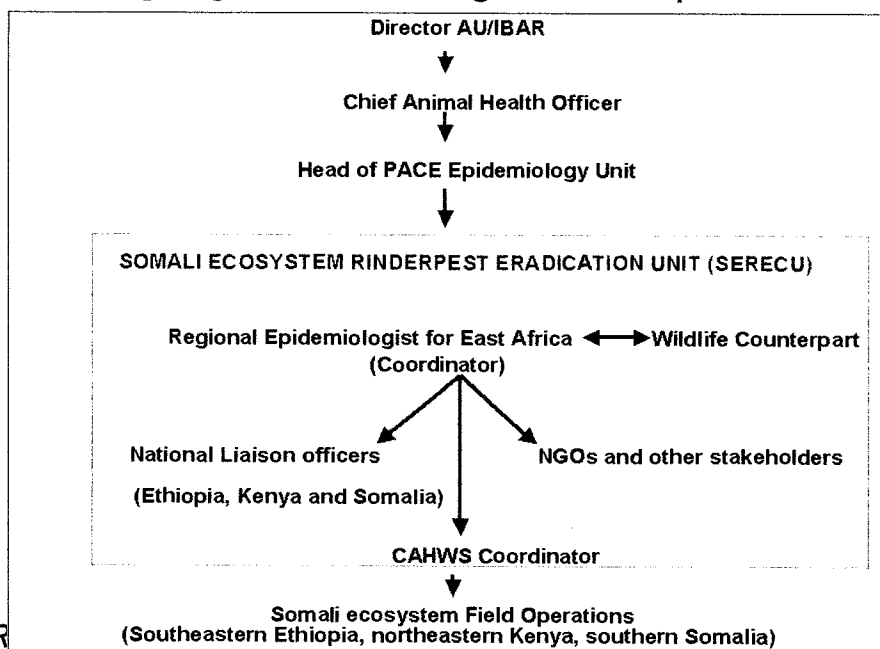 Director AU/IBAR
Chief Animal Health Officer
Head of PACE Epidemiology Unit
SOMALI ECOSYSTEM RINDERPEST ERADICATION UNIT (SERECU)
Regional Epidemiologist for East Africa
Wildlife Counterpart
(Coordinator)
National Liaison officers
NGOs and other stakeholders
(Ethiopia, Kenya and Somalia)
CAHWS Coordinator
Somali ecosystem Field Operations
(Southeastern Ethiopia, northeastern Kenya, southern Somalia)